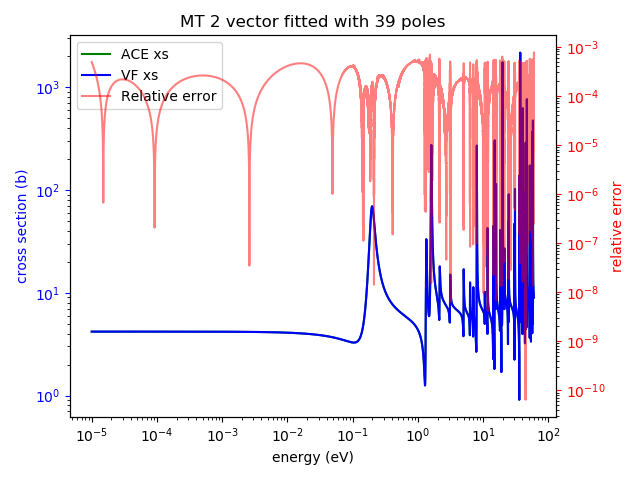 MT 2 vector fitted with 39 poles
ACE xs
VF xs
Relative error
cross section (b)
10³
10²
10¹
10⁰
10⁻³
10⁻⁴
10⁻⁵
10⁻⁶
10⁻⁷
10⁻⁸
10⁻⁹
10⁻¹⁰
relative error
10⁻⁵ 10⁻⁴ 10⁻³ 10⁻² 10⁻¹ 10⁰ 10¹ 10²
energy (eV)